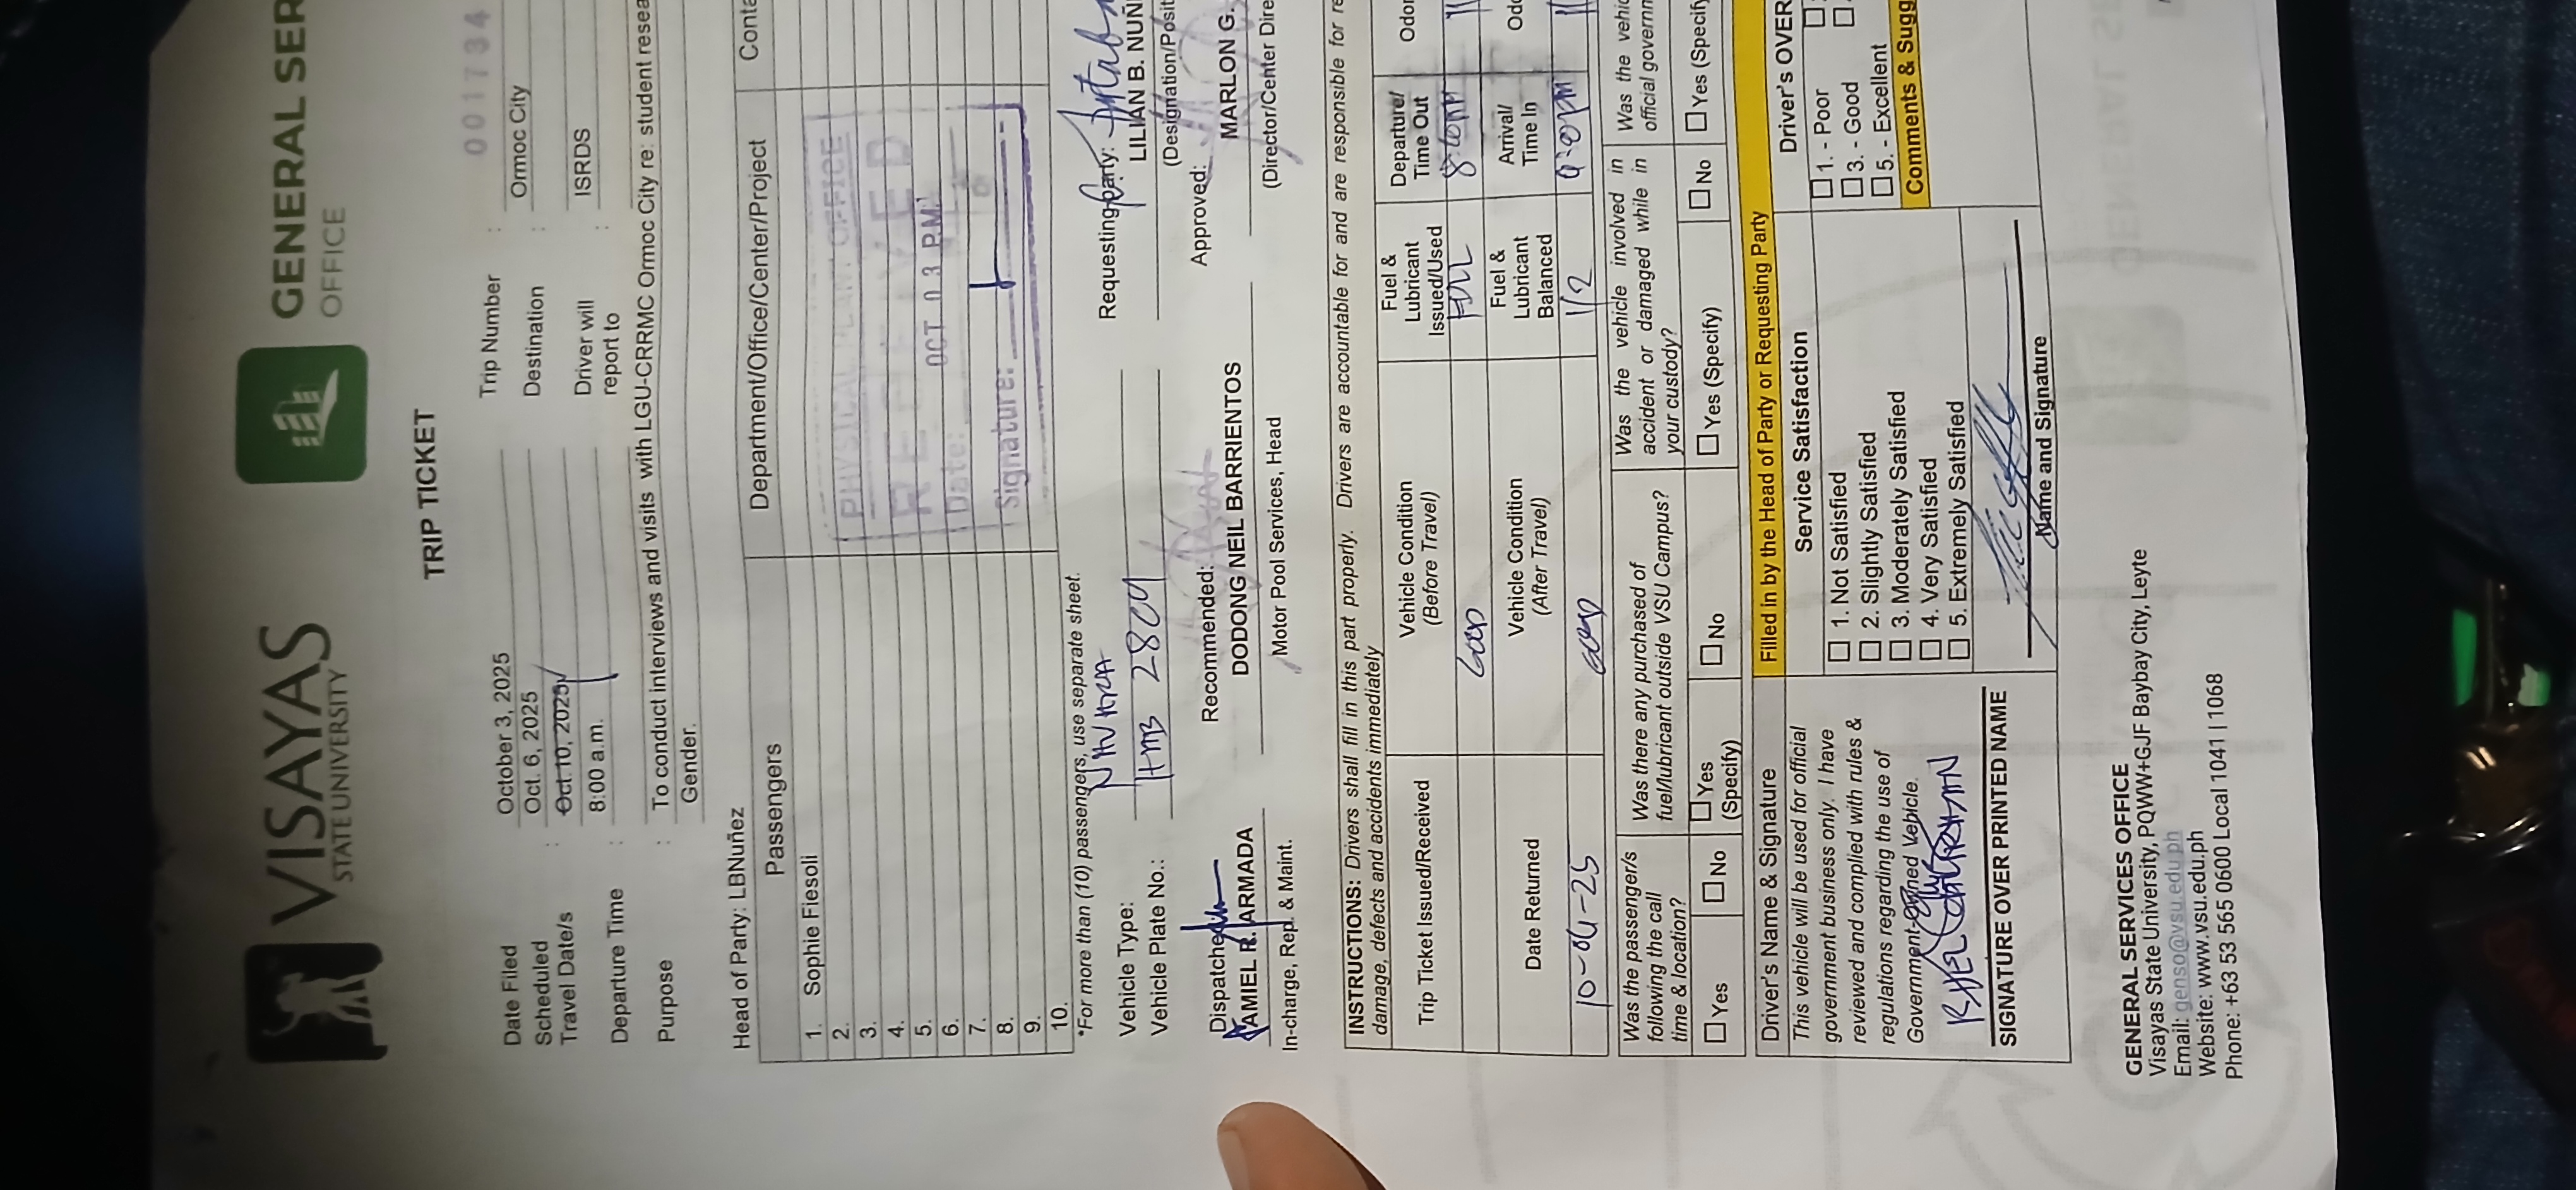 VISAYAS
STATE UNIVERSITY
GENERAL SER
OFFICE
TRIP TICKET
001734
Date Filed October 3, 2025 Trip Number :
Scheduled Travel Date/s : Oct. 6, 2025 Destination : Ormoc City
Oct. 10, 2025
Departure Time : 8:00 a.m. Driver will report to : ISRDS
Purpose : To conduct interviews and visits with LGU-CRRMC Ormoc City re: student resea
Gender.
Head of Party: LBNuñez
Passengers Department/Office/Center/Project Conta
1. Sophie Fiesoli
2.
3.
4.
5.
6.
7.
8.
9.
10.
PHYSICAL PLANT OFFICE
RECEIVED
Date: OCT 03 P.M.
Signature:
*For more than (10) passengers, use separate sheet.
Vehicle Type:
Vehicle Plate No.:
Requesting party:
LILIAN B. NUÑ
(Designation/Posit
Dispatche
JAMIEL R. ARMADA
In-charge, Rep. & Maint.
Recommended:
DODONG NEIL BARRIENTOS
Motor Pool Services, Head
Approved:
MARLON G.
(Director/Center Dire
INSTRUCTIONS: Drivers shall fill in this part properly. Drivers are accountable for and are responsible for re
damage, defects and accidents immediately
Trip Ticket Issued/Received Vehicle Condition (Before Travel) Fuel & Lubricant Issued/Used Departure/ Time Out Odor
GOOD FULL
Date Returned Vehicle Condition (After Travel) Fuel & Lubricant Balanced Arrival/ Time In Odo
GOOD 1/2
Was the passenger/s following the call time & location?
☐ Yes ☐ No
Was there any purchased of fuel/lubricant outside VSU Campus?
☐ Yes (Specify) ☐ No
Was the vehicle involved in accident or damaged while in your custody?
☐ Yes (Specify) ☐ No
Was the vehic
official governm
☐ Yes (Specify
Driver's Name & Signature
This vehicle will be used for official
government business only. I have
reviewed and complied with rules &
regulations regarding the use of
Government-Owned Vehicle.
SIGNATURE OVER PRINTED NAME
Filled in by the Head of Party or Requesting Party
Service Satisfaction
☐ 1. Not Satisfied
☐ 2. Slightly Satisfied
☐ 3. Moderately Satisfied
☐ 4. Very Satisfied
☐ 5. Extremely Satisfied
Name and Signature
Driver's OVER
☐ 1. - Poor
☐ 3. - Good
☐ 5. - Excellent
Comments & Sugg
GENERAL SERVICES OFFICE
Visayas State University, PQWW+GJF Baybay City, Leyte
Email: genso@vsu.edu.ph
Website: www.vsu.edu.ph
Phone: +63 53 565 0600 Local 1041 | 1068